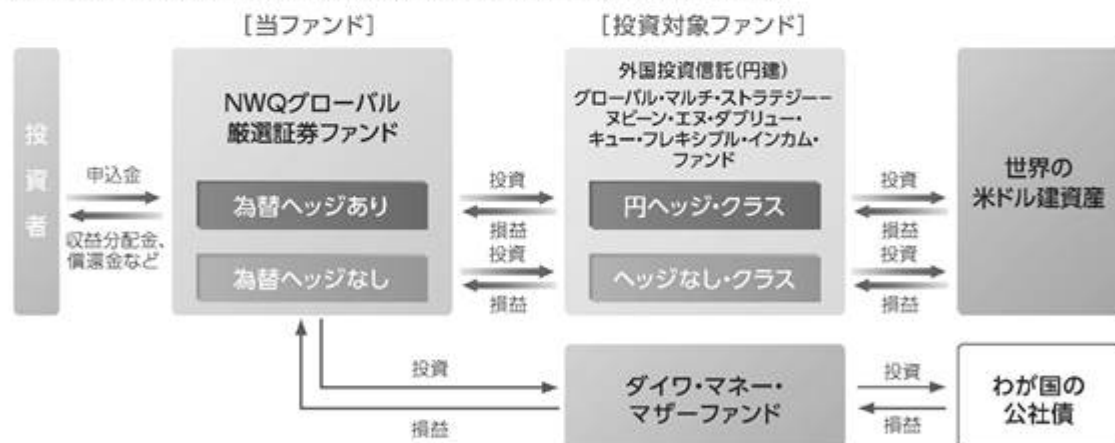 [当ファンド]
[投資対象ファンド]
投資者
申込金
収益分配金、
償還金など
NWQグローバル
厳選証券ファンド
為替ヘッジあり
為替ヘッジなし
投資
損益
投資
損益
外国投資信託(円建)
グローバル・マルチ・ストラテジー－
ヌビーン・エヌ・ダブリュー・
キュー・フレキシブル・インカム・
ファンド
円ヘッジ・クラス
ヘッジなし・クラス
投資
損益
投資
損益
世界の
米ドル建資産
投資
損益
ダイワ・マネー・
マザーファンド
投資
損益
わが国の
公社債